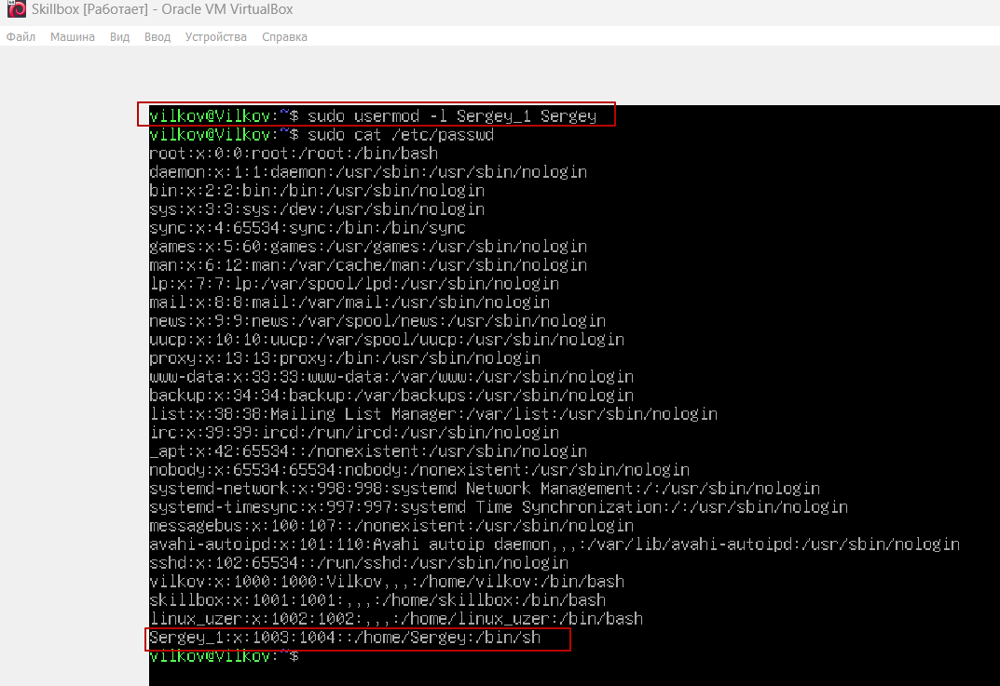 Skillbox [Работает] - Oracle VM VirtualBox
Файл Машина Вид Ввод Устройства Справка
vilkov@Vilkov:~$ sudo usermod -l Sergey_1 Sergey
vilkov@Vilkov:~$ sudo cat /etc/passwd
root:x:0:0:root:/root:/bin/bash
daemon:x:1:1:daemon:/usr/sbin:/usr/sbin/nologin
bin:x:2:2:bin:/bin:/usr/sbin/nologin
sys:x:3:3:sys:/dev:/usr/sbin/nologin
sync:x:4:65534:sync:/bin:/bin/sync
games:x:5:60:games:/usr/games:/usr/sbin/nologin
man:x:6:12:man:/var/cache/man:/usr/sbin/nologin
lp:x:7:7:lp:/var/spool/lpd:/usr/sbin/nologin
mail:x:8:8:mail:/var/mail:/usr/sbin/nologin
news:x:9:9:news:/var/spool/news:/usr/sbin/nologin
uucp:x:10:10:uucp:/var/spool/uucp:/usr/sbin/nologin
proxy:x:13:13:proxy:/bin:/usr/sbin/nologin
www-data:x:33:33:www-data:/var/www:/usr/sbin/nologin
backup:x:34:34:backup:/var/backups:/usr/sbin/nologin
list:x:38:38:Mailing List Manager:/var/list:/usr/sbin/nologin
irc:x:39:39:ircd:/run/ircd:/usr/sbin/nologin
_apt:x:42:65534::/nonexistent:/usr/sbin/nologin
nobody:x:65534:65534:nobody:/nonexistent:/usr/sbin/nologin
systemd-network:x:998:998:systemd Network Management:/:/usr/sbin/nologin
systemd-timesync:x:997:997:systemd Time Synchronization:/:/usr/sbin/nologin
messagebus:x:100:107::/nonexistent:/usr/sbin/nologin
avahi-autoipd:x:101:110:Avahi autoip daemon,,,:/var/lib/avahi-autoipd:/usr/sbin/nologin
sshd:x:102:65534::/run/sshd:/usr/sbin/nologin
vilkov:x:1000:1000:Vilkov,,,:/home/vilkov:/bin/bash
skillbox:x:1001:1001:,,,:/home/skillbox:/bin/bash
linux_uzer:x:1002:1002:,,,:/home/linux_uzer:/bin/bash
Sergey_1:x:1003:1004::/home/Sergey:/bin/sh
vilkov@Vilkov:~$